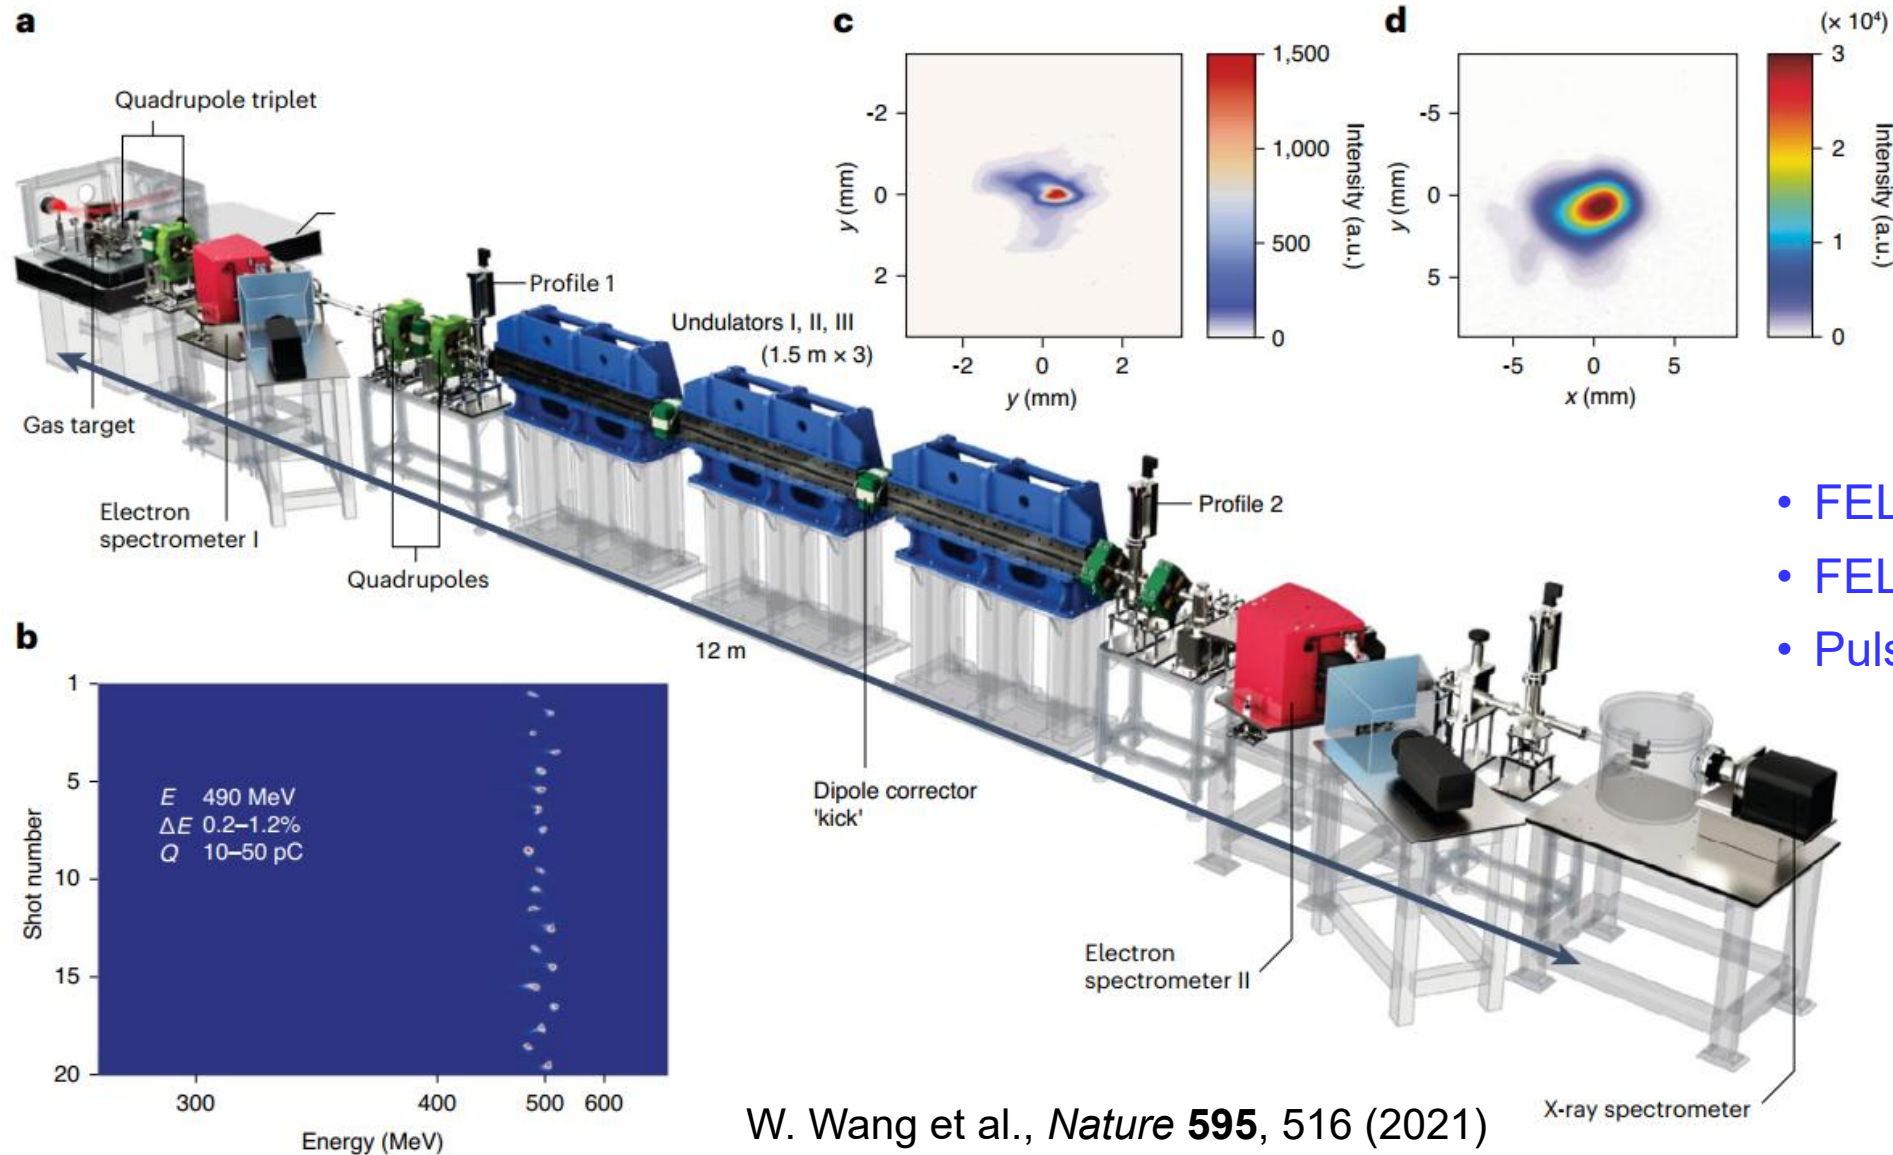 a
Quadrupole triplet
Profile 1
Undulators I, II, III
(1.5 m × 3)
Gas target
Electron
spectrometer I
Quadrupoles
12 m
Dipole corrector
'kick'
Profile 2
Electron
spectrometer II
X-ray spectrometer
b
1
5
10
15
20
Shot number
E 490 MeV
ΔE 0.2–1.2%
Q 10–50 pC
300 400 500 600
Energy (MeV)
c
-2
0
2
y (mm)
-2 0 2
y (mm)
1,500
1,000
500
0
Intensity (a.u.)
d
-5
0
5
y (mm)
-5 0 5
x (mm)
(× 10⁴)
3
2
1
0
Intensity (a.u.)
• FEL
• FEL
• Puls
W. Wang et al., Nature 595, 516 (2021)